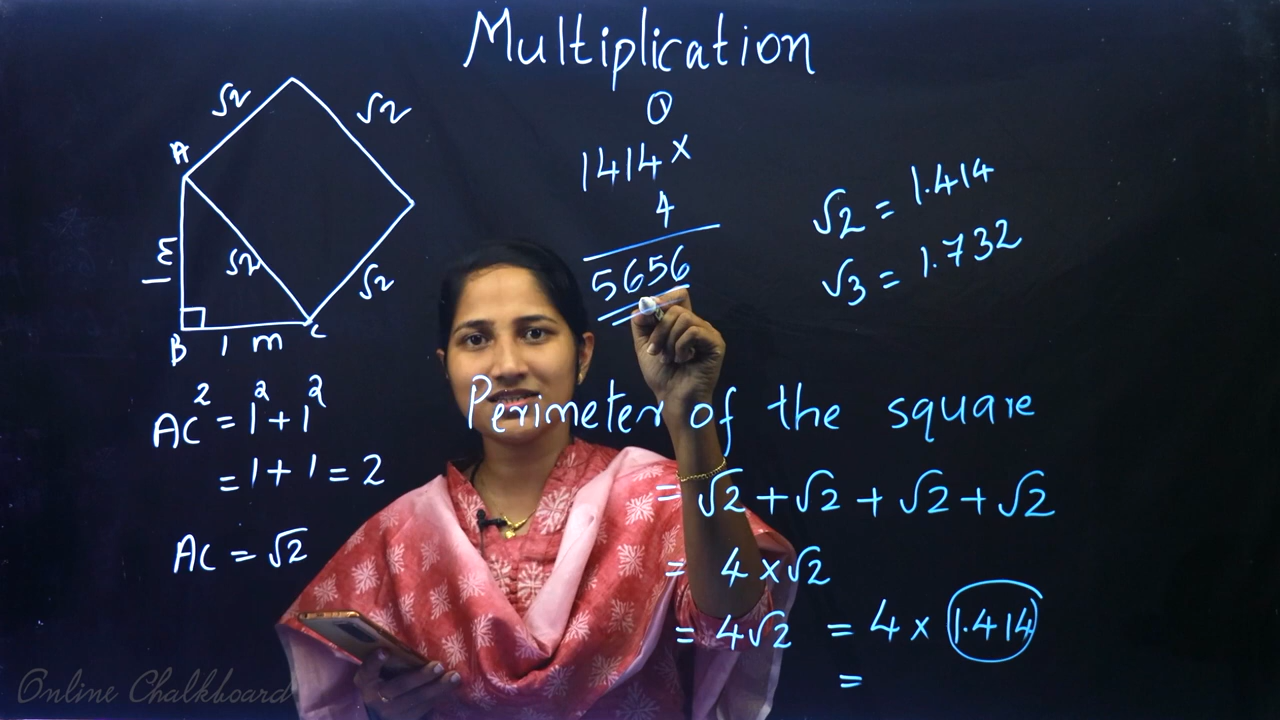 Multiplication
√2
√2
A
1 m
√2
√2
B 1 m C
AC² = 1² + 1²
= 1 + 1 = 2
AC = √2
1
1414 ×
4
5656
√2 = 1.414
√3 = 1.732
Perimeter of the square
= √2 + √2 + √2 + √2
= 4 × √2
= 4√2 = 4 × 1.414
=
Online Chalkboard